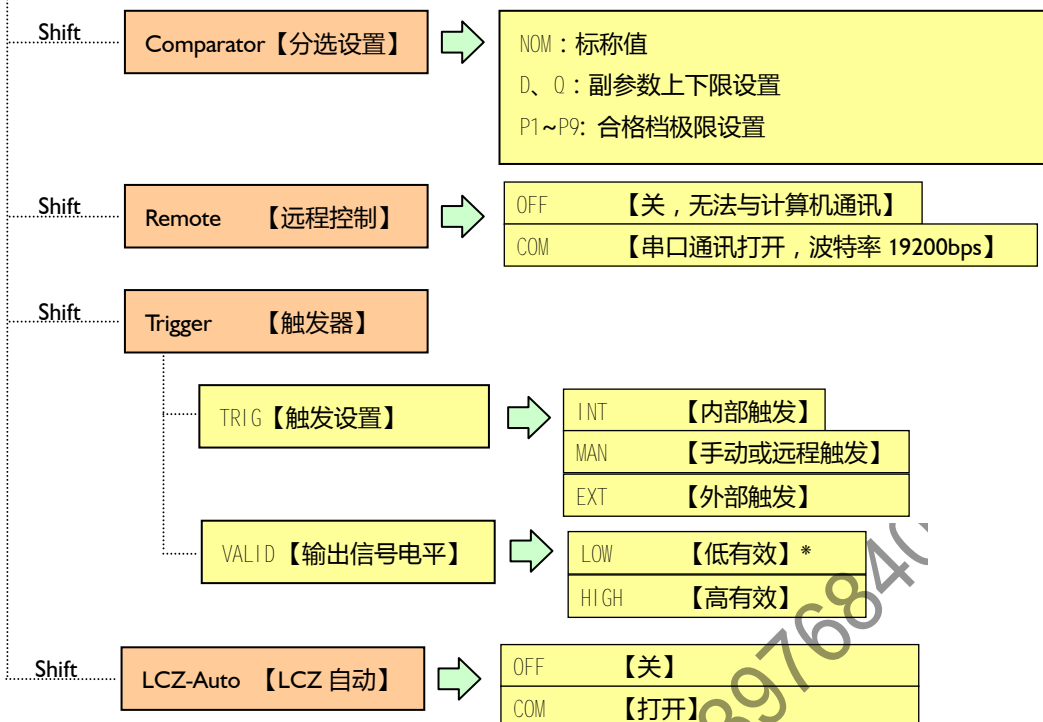 Shift
Comparator【分选设置】
NOM：标称值
D、Q：副参数上下限设置
P1~P9: 合格档极限设置
Shift
Remote 【远程控制】
OFF 【关，无法与计算机通讯】
COM 【串口通讯打开，波特率 19200bps】
Shift
Trigger 【触发器】
TRIG【触发设置】
INT 【内部触发】
MAN 【手动或远程触发】
EXT 【外部触发】
VALID【输出信号电平】
LOW 【低有效】*
HIGH 【高有效】
Shift
LCZ-Auto 【LCZ 自动】
OFF 【关】
COM 【打开】